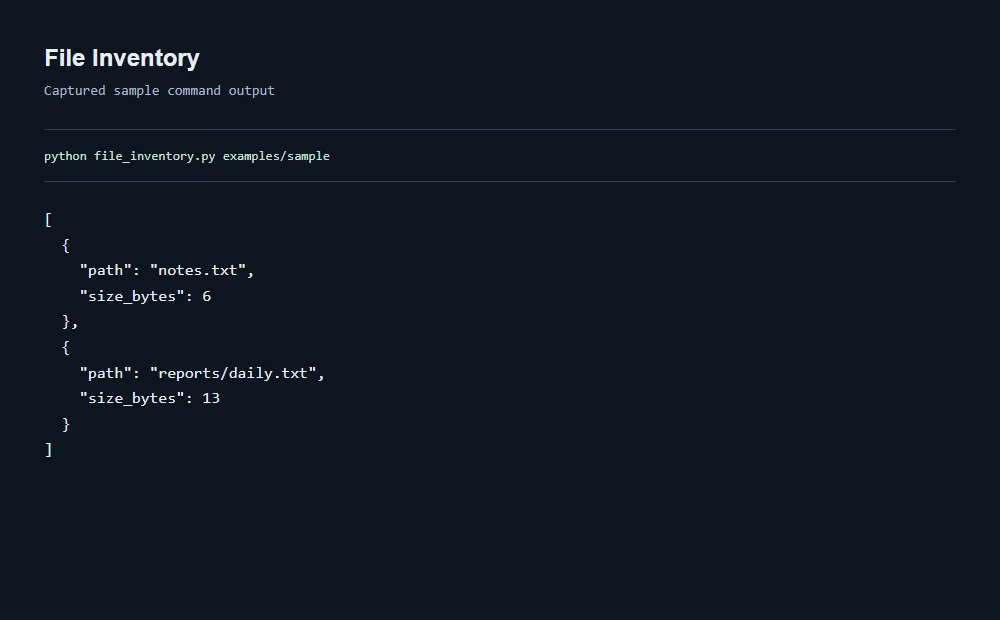 File Inventory
Captured sample command output
python file_inventory.py examples/sample
[
  {
    "path": "notes.txt",
    "size_bytes": 6
  },
  {
    "path": "reports/daily.txt",
    "size_bytes": 13
  }
]